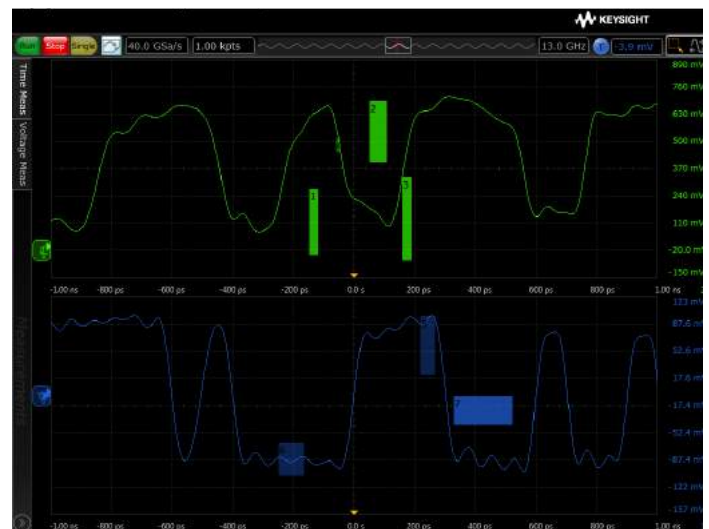 KEYSIGHT
Run Stop Single 40.0 GSa/s 1.00 kpts 13.0 GHz T -3.9 mV
Time Meas
Voltage Meas
Measurements
890 mV
760 mV
630 mV
500 mV
370 mV
240 mV
110 mV
-20.0 mV
-150 mV
1
2
3
-1.00 ns -800 ps -600 ps -400 ps -200 ps 0.0 s 200 ps 400 ps 600 ps 800 ps 1.00 ns
123 mV
87.6 mV
52.6 mV
17.6 mV
-17.4 mV
-52.4 mV
-87.4 mV
-122 mV
-157 mV
7
-1.00 ns -800 ps -600 ps -400 ps -200 ps 0.0 s 200 ps 400 ps 600 ps 800 ps 1.00 ns